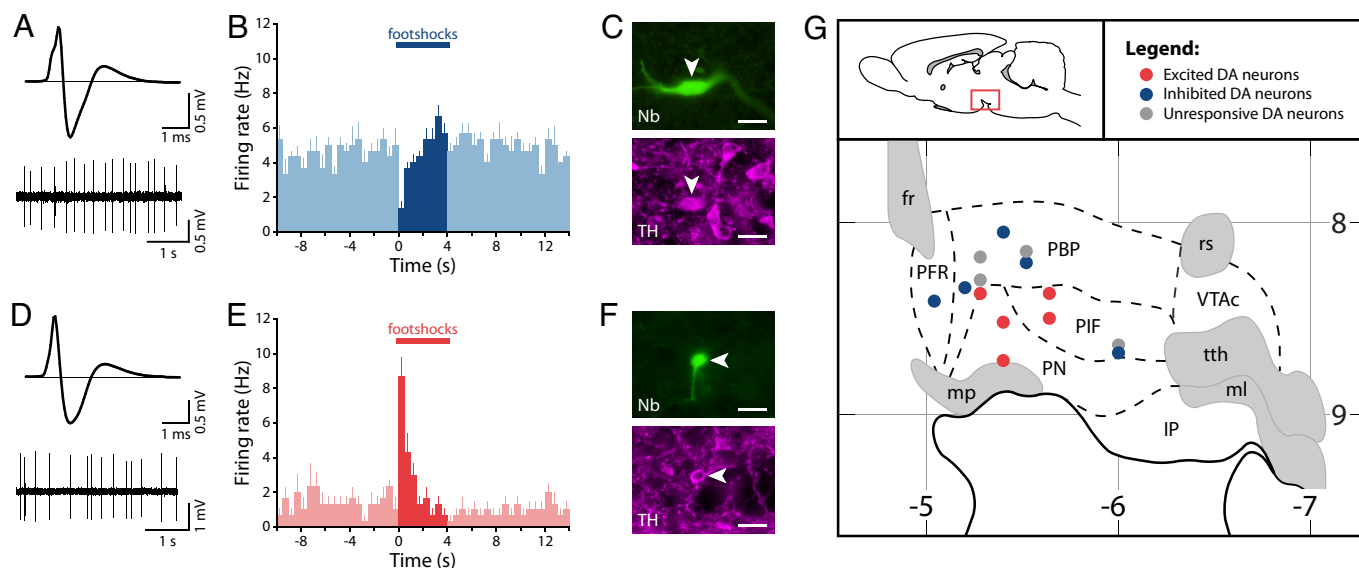 A
0.5 mV
1 ms
0.5 mV
1 s
B
Firing rate (Hz)
12
10
8
6
4
2
0
footshocks
-8 -4 0 4 8 12
Time (s)
C
Nb
TH
D
0.5 mV
1 ms
1 mV
1 s
E
Firing rate (Hz)
12
10
8
6
4
2
0
footshocks
-8 -4 0 4 8 12
Time (s)
F
Nb
TH
G
Legend:
Excited DA neurons
Inhibited DA neurons
Unresponsive DA neurons
fr
PFR
PBP
rs
VTAc
PIF
PN
tth
mp
ml
IP
8
9
-5 -6 -7